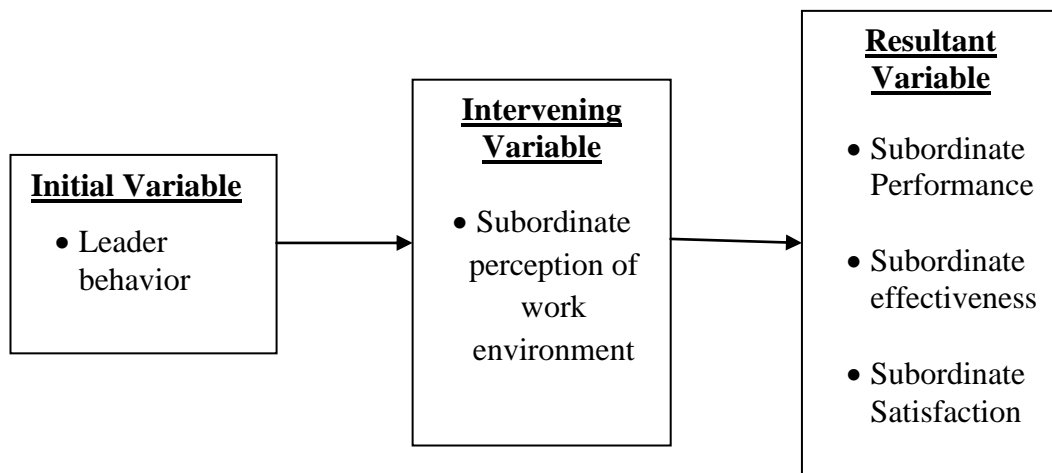 Initial Variable
• Leader
behavior
Intervening
Variable
• Subordinate
perception of
work
environment
Resultant
Variable
• Subordinate
Performance
• Subordinate
effectiveness
• Subordinate
Satisfaction